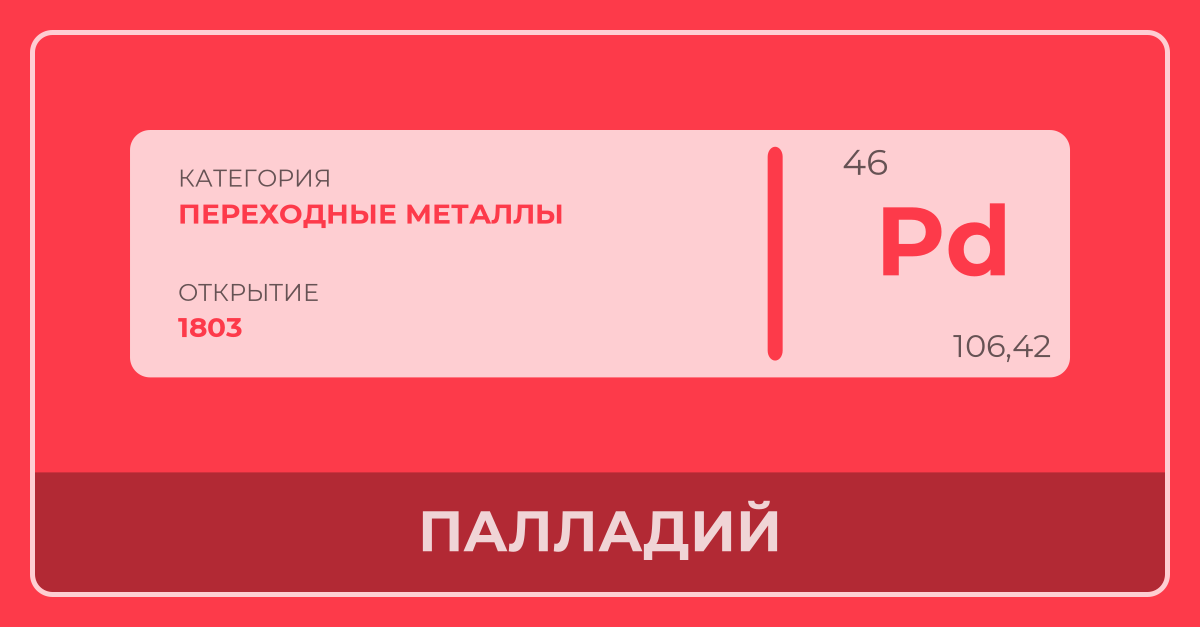 КАТЕГОРИЯ
ПЕРЕХОДНЫЕ МЕТАЛЛЫ
ОТКРЫТИЕ
1803
46
Pd
106,42
ПАЛЛАДИЙ